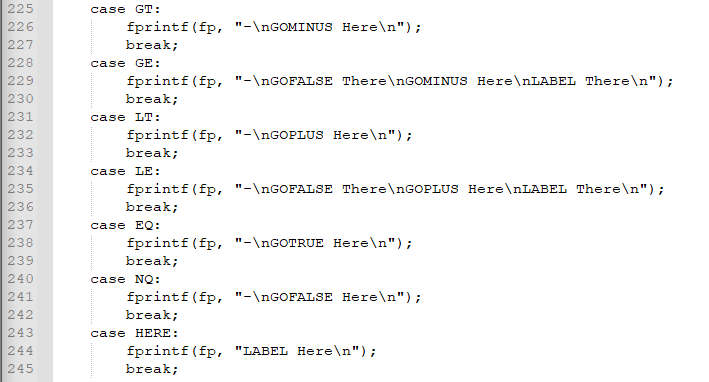 225 case GT:
226 fprintf(fp, "-\nGOMINUS Here\n");
227 break;
228 case GE:
229 fprintf(fp, "-\nGOFALSE There\nGOMINUS Here\nLABEL There\n");
230 break;
231 case LT:
232 fprintf(fp, "-\nGOPLUS Here\n");
233 break;
234 case LE:
235 fprintf(fp, "-\nGOFALSE There\nGOPLUS Here\nLABEL There\n");
236 break;
237 case EQ:
238 fprintf(fp, "-\nGOTRUE Here\n");
239 break;
240 case NQ:
241 fprintf(fp, "-\nGOFALSE Here\n");
242 break;
243 case HERE:
244 fprintf(fp, "LABEL Here\n");
245 break;